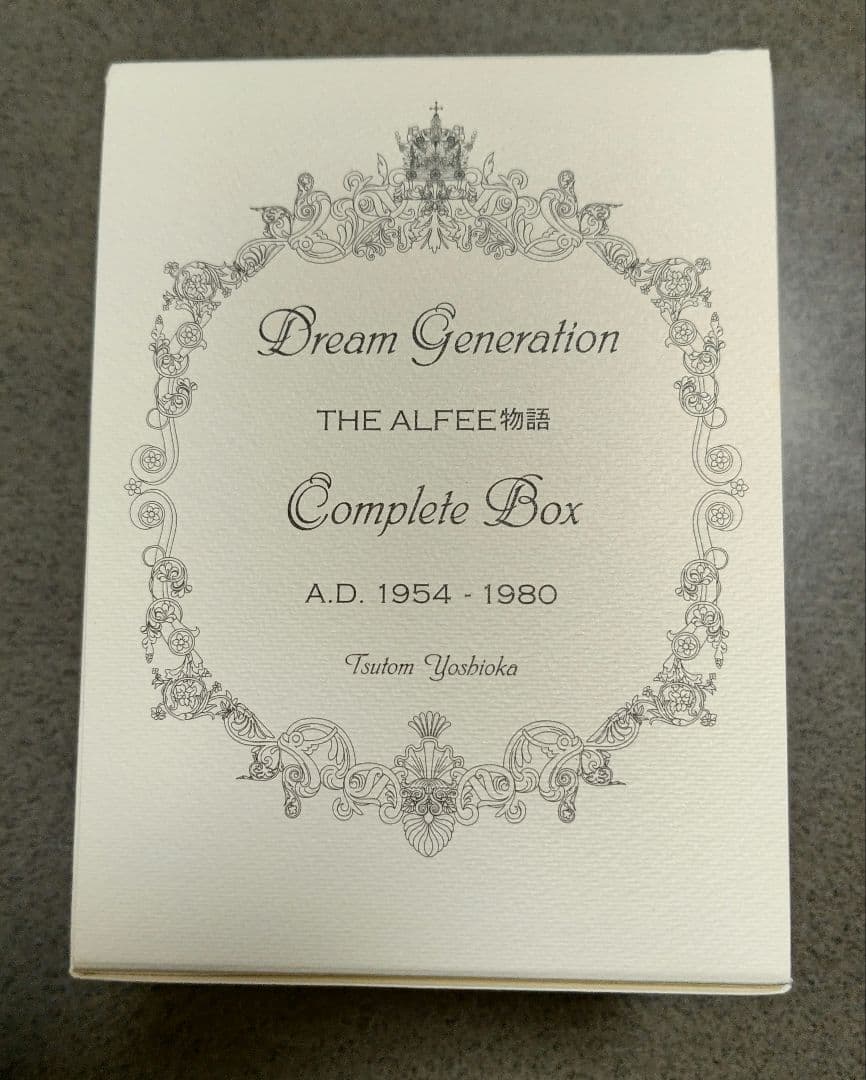 Dream Generation
THE ALFEE物語
Complete Box
A.D. 1954 - 1980
Tsutom Yoshioka